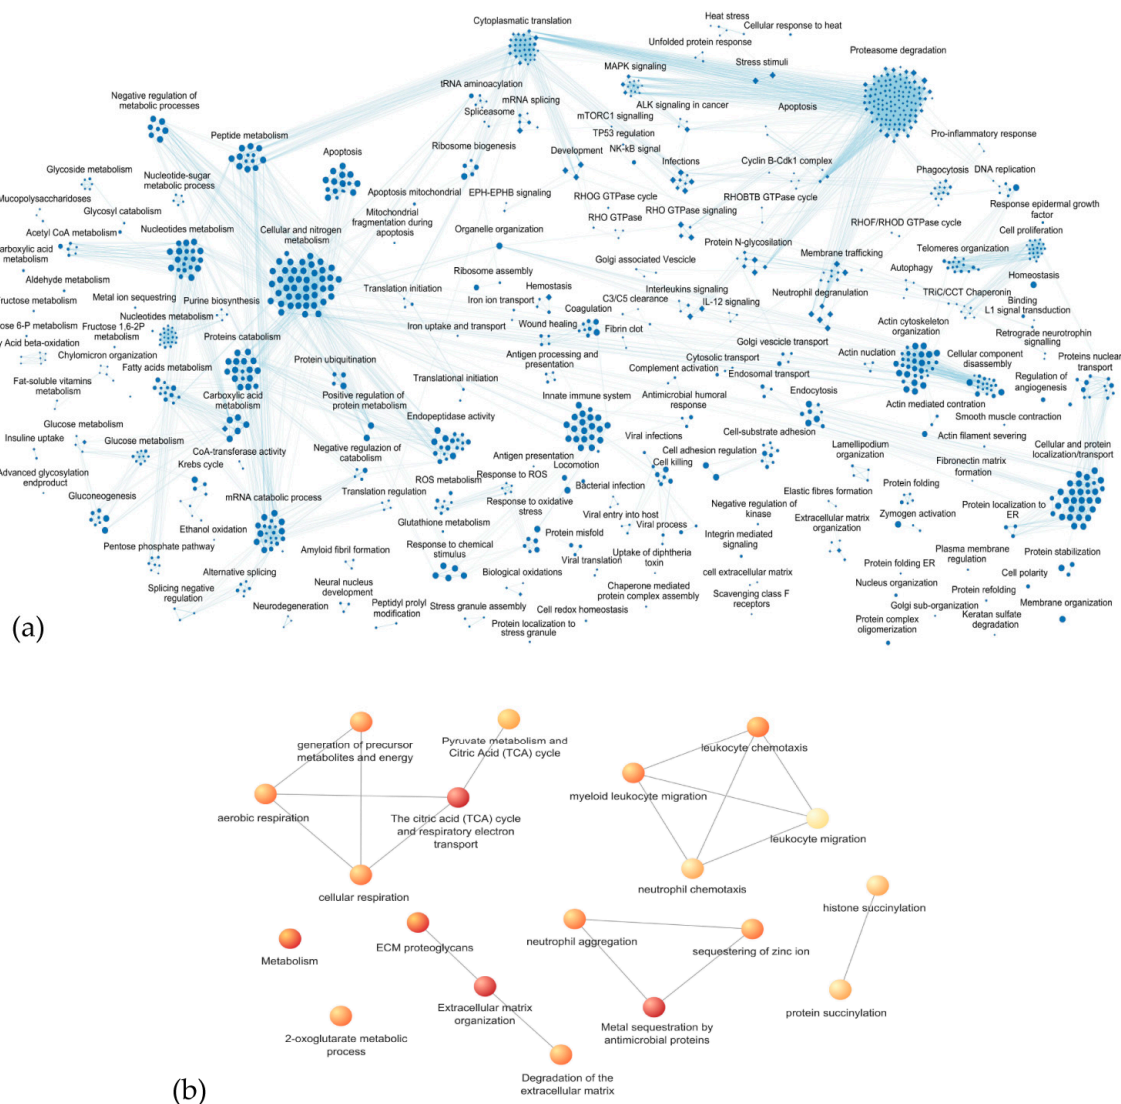 Cytoplasmatic translation
Heat stress
Cellular response to heat
Unfolded protein response
Proteasome degradation
MAPK signaling
Stress stimuli
tRNA aminoacylation
Negative regulation of
metabolic processes
mRNA splicing
Spliceasome
ALK signaling in cancer
Apoptosis
mTORC1 signalling
Peptide metabolism
TP53 regulation
Pro-inflammatory response
Apoptosis
Ribosome biogenesis
Development
NK-kB signal
Infections
Cyclin B-Cdk1 complex
Phagocytosis
DNA replication
Glycoside metabolism
Nucleotide-sugar
metabolic process
Apoptosis mitochondrial
EPH-EPHB signaling
RHOG GTPase cycle
RHOBTB GTPase cycle
Mucopolysaccharidoses
Glycosyl catabolism
Mitochondrial
fragmentation during
apoptosis
RHO GTPase
RHO GTPase signaling
RHOF/RHOD GTPase cycle
Response epidermal growth
factor
Acetyl CoA metabolism
Nucleotides metabolism
Cellular and nitrogen
metabolism
Organelle organization
Cell proliferation
arboxylic acid
metabolism
Protein N-glycosilation
Membrane trafficking
Telomeres organization
Golgi associated Vescicle
Autophagy
Aldehyde metabolism
Ribosome assembly
Homeostasis
Translation initiation
Hemostasis
Interleukins signaling
Neutrophil degranulation
TRiC/CCT Chaperonin
ructose metabolism
Metal ion sequestring
Purine biosynthesis
Iron ion transport
C3/C5 clearance
IL-12 signaling
Binding
L1 signal transduction
Coagulation
Nucleotides metabolism
ose 6-P metabolism
Fructose 1,6-2P
metabolism
Iron uptake and transport
Wound healing
Fibrin clot
Actin cytoskeleton
organization
Retrograde neurotrophin
signalling
Proteins catabolism
Golgi vescicle transport
y Acid beta-oxidation
Chylomicron organization
Protein ubiquitination
Antigen processing and
presentation
Cytosolic transport
Actin nuclation
Cellular component
disassembly
Proteins nuclear
transport
Fatty acids metabolism
Complement activation
Endosomal transport
Regulation of
angiogenesis
Fat-soluble vitamins
metabolism
Translational initiation
Carboxylic acid
metabolism
Positive regulation of
protein metabolism
Innate immune system
Antimicrobial humoral
response
Endocytosis
Actin mediated contration
Smooth muscle contraction
Glucose metabolism
Endopeptidase activity
Insuline uptake
Glucose metabolism
Viral infections
Cell-substrate adhesion
Actin filament severing
CoA-transferase activity
Negative regulazion of
catabolism
Antigen presentation
Cell adhesion regulation
Lamellipodium
organization
Cellular and protein
localization/transport
Krebs cycle
Locomotion
Cell killing
Fibronectin matrix
formation
Advanced glycosylation
endproduct
ROS metabolism
Response to ROS
Bacterial infection
Protein folding
Gluconeogenesis
mRNA catabolic process
Translation regulation
Response to oxidative
stress
Negative regulation of
kinase
Elastic fibres formation
Protein localization to
ER
Viral entry into host
Zymogen activation
Glutathione metabolism
Viral process
Extracellular matrix
organization
Ethanol oxidation
Protein misfold
Integrin mediated
signaling
Pentose phosphate pathway
Amyloid fibril formation
Response to chemical
stimulus
Viral translation
Uptake of diphtheria
toxin
Plasma membrane
regulation
Protein stabilization
Protein folding ER
Alternative splicing
Biological oxidations
cell extracellular matrix
Cell polarity
Splicing negative
regulation
Neural nucleus
development
Chaperone mediated
protein complex assembly
Scavenging class F
receptors
Nucleus organization
Protein refolding
Neurodegeneration
Peptidyl prolyl
modification
Stress granule assembly
Cell redox homeostasis
Golgi sub-organization
Membrane organization
Protein localization to
stress granule
Protein complex
oligomerization
Keratan sulfate
degradation
(a)
generation of precursor
metabolites and energy
Pyruvate metabolism and
Citric Acid (TCA) cycle
leukocyte chemotaxis
myeloid leukocyte migration
aerobic respiration
The citric acid (TCA) cycle
and respiratory electron
transport
leukocyte migration
cellular respiration
neutrophil chemotaxis
histone succinylation
ECM proteoglycans
neutrophil aggregation
sequestering of zinc ion
Metabolism
Extracellular matrix
organization
protein succinylation
Metal sequestration by
antimicrobial proteins
2-oxoglutarate metabolic
process
Degradation of the
extracellular matrix
(b)